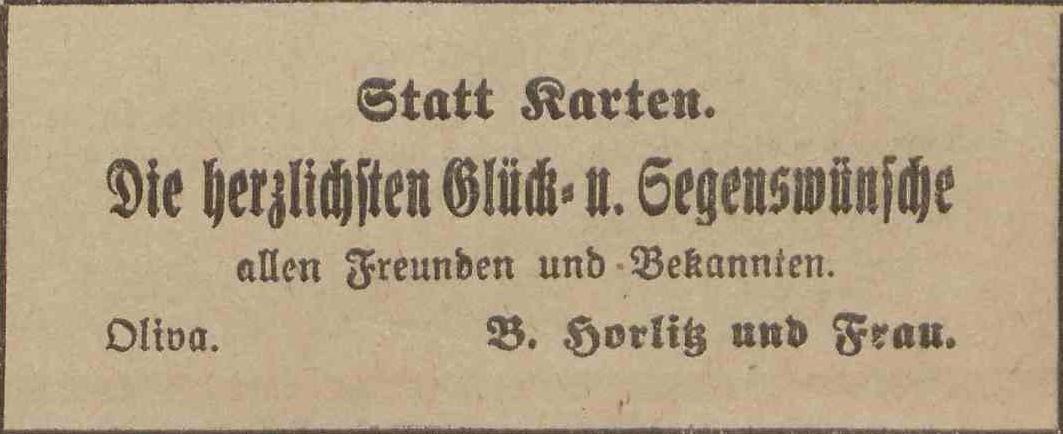 Statt Karten.
Die herzlichsten Glück- u. Segenswünsche
allen Freunden und Bekannten.
Oliva. B. Horlitz und Frau.